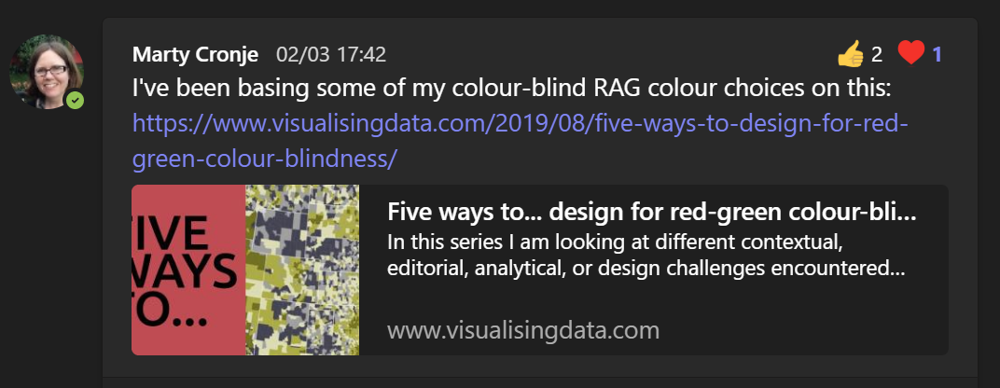 Marty Cronje 02/03 17:42 👍 2 ❤️ 1
I've been basing some of my colour-blind RAG colour choices on this:
https://www.visualisingdata.com/2019/08/five-ways-to-design-for-red-
green-colour-blindness/
IVE
WAYS
TO...
Five ways to... design for red-green colour-bli...
In this series I am looking at different contextual,
editorial, analytical, or design challenges encountered...
www.visualisingdata.com